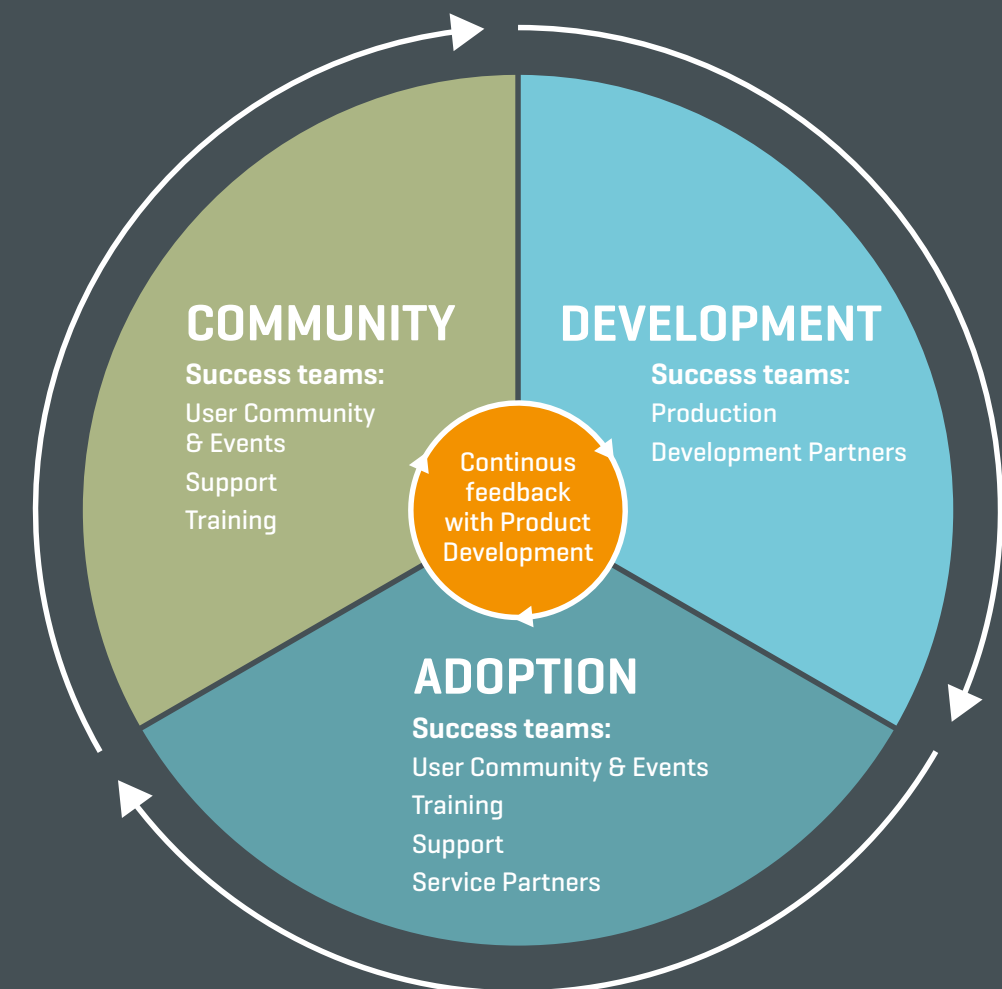 COMMUNITY
Success teams:
User Community
& Events
Support
Training
DEVELOPMENT
Success teams:
Production
Development Partners
Continous
feedback
with Product
Development
ADOPTION
Success teams:
User Community & Events
Training
Support
Service Partners